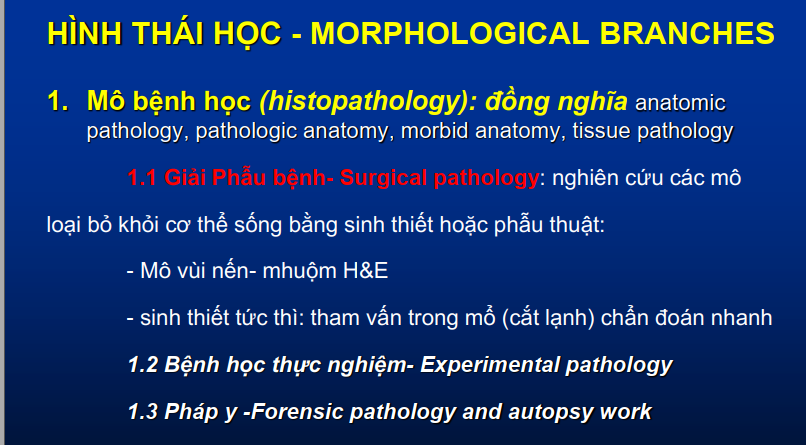 HÌNH THÁI HỌC - MORPHOLOGICAL BRANCHES
1. Mô bệnh học (histopathology): đồng nghĩa anatomic
pathology, pathologic anatomy, morbid anatomy, tissue pathology
1.1 Giải Phẫu bệnh- Surgical pathology: nghiên cứu các mô
loại bỏ khỏi cơ thể sống bằng sinh thiết hoặc phẫu thuật:
- Mô vùi nến- mhuộm H&E
- sinh thiết tức thì: tham vấn trong mổ (cắt lạnh) chẩn đoán nhanh
1.2 Bệnh học thực nghiệm- Experimental pathology
1.3 Pháp y -Forensic pathology and autopsy work